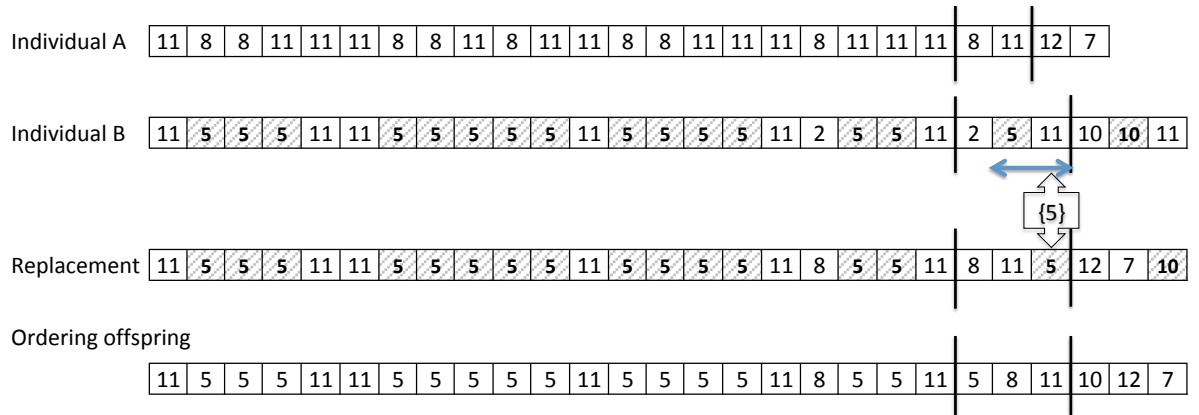 Individual A 11 8 8 11 11 11 8 8 11 8 11 11 8 8 11 11 11 8 11 11 11 8 11 12 7
Individual B 11 5 5 5 11 11 5 5 5 5 5 11 5 5 5 5 11 2 5 5 11 2 5 11 10 10 11
{5}
Replacement 11 5 5 5 11 11 5 5 5 5 5 11 5 5 5 5 11 8 5 5 11 8 11 5 12 7 10
Ordering offspring
11 5 5 5 11 11 5 5 5 5 5 11 5 5 5 5 11 8 5 5 11 5 8 11 10 12 7